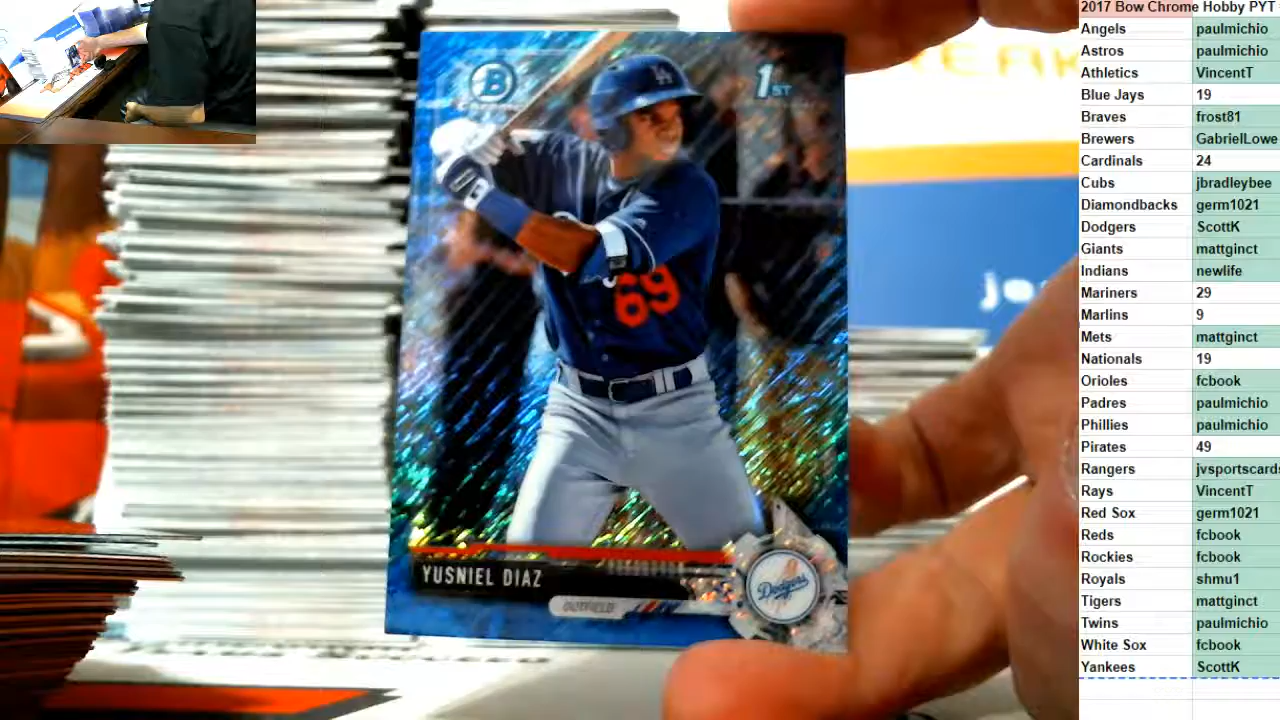 B
CHROME
1ST
69
YUSNIEL DIAZ
OUTFIELD
Dodgers
2017 Bow Chrome Hobby PYT
Angels paulmichio
Astros paulmichio
Athletics VincentT
Blue Jays 19
Braves frost81
Brewers GabrielLowe
Cardinals 24
Cubs jbradleybee
Diamondbacks germ1021
Dodgers ScottK
Giants mattginct
Indians newlife
Mariners 29
Marlins 9
Mets mattginct
Nationals 19
Orioles fcbook
Padres paulmichio
Phillies paulmichio
Pirates 49
Rangers jvsportscards
Rays VincentT
Red Sox germ1021
Reds fcbook
Rockies fcbook
Royals shmu1
Tigers mattginct
Twins paulmichio
White Sox fcbook
Yankees ScottK